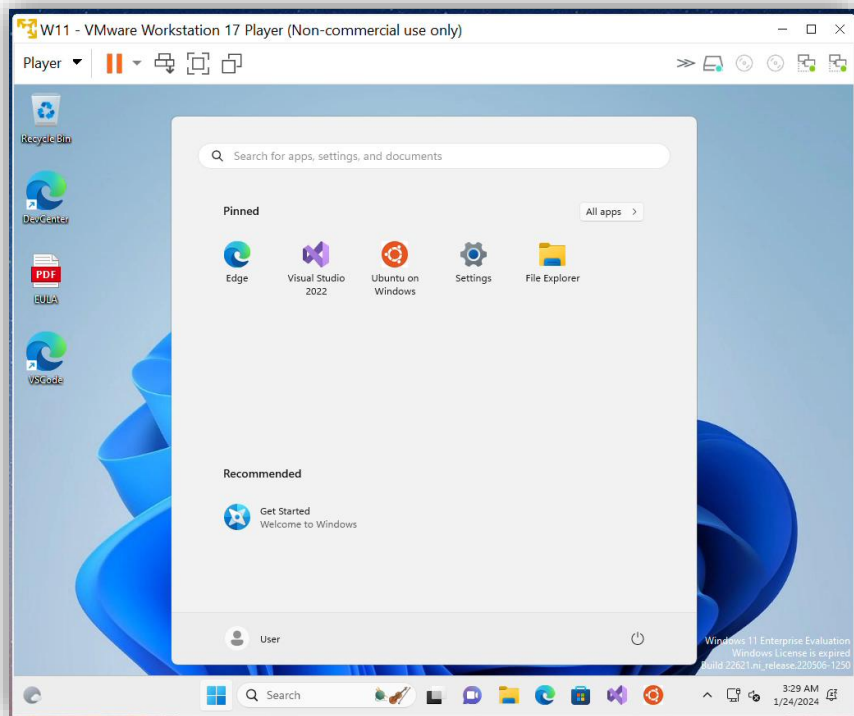 W11 - VMware Workstation 17 Player (Non-commercial use only)
Player
Recycle Bin
DevCenter
PDF
EULA
VSCode
Search for apps, settings, and documents
Pinned
All apps
Edge
Visual Studio
2022
Ubuntu on
Windows
Settings
File Explorer
Recommended
Get Started
Welcome to Windows
User
Windows 11 Enterprise Evaluation
Windows License is expired
Build 22621.ni_release.220506-1250
Search
3:29 AM
1/24/2024